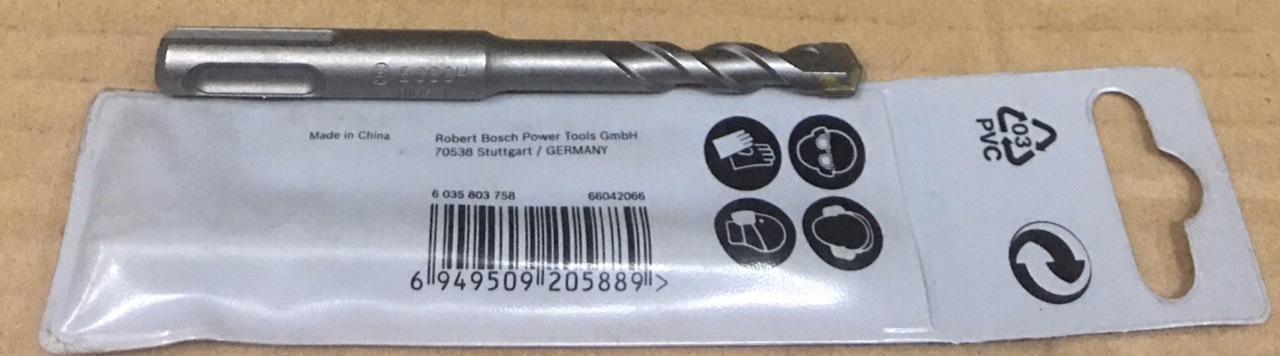 BOSCH
Made in China
Robert Bosch Power Tools GmbH
70538 Stuttgart / GERMANY
6 035 803 758 66042066
6 949509 205889 >
03
PVC